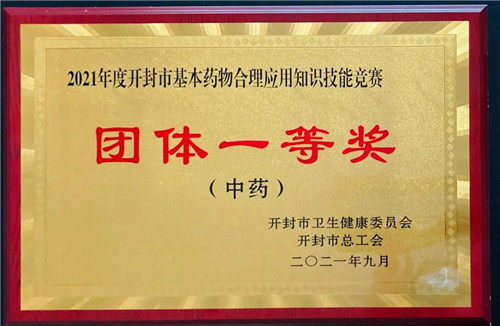 2021年度开封市基本药物合理应用知识技能竞赛
团体一等奖
（中药）
开封市卫生健康委员会
开封市总工会
二〇二一年九月